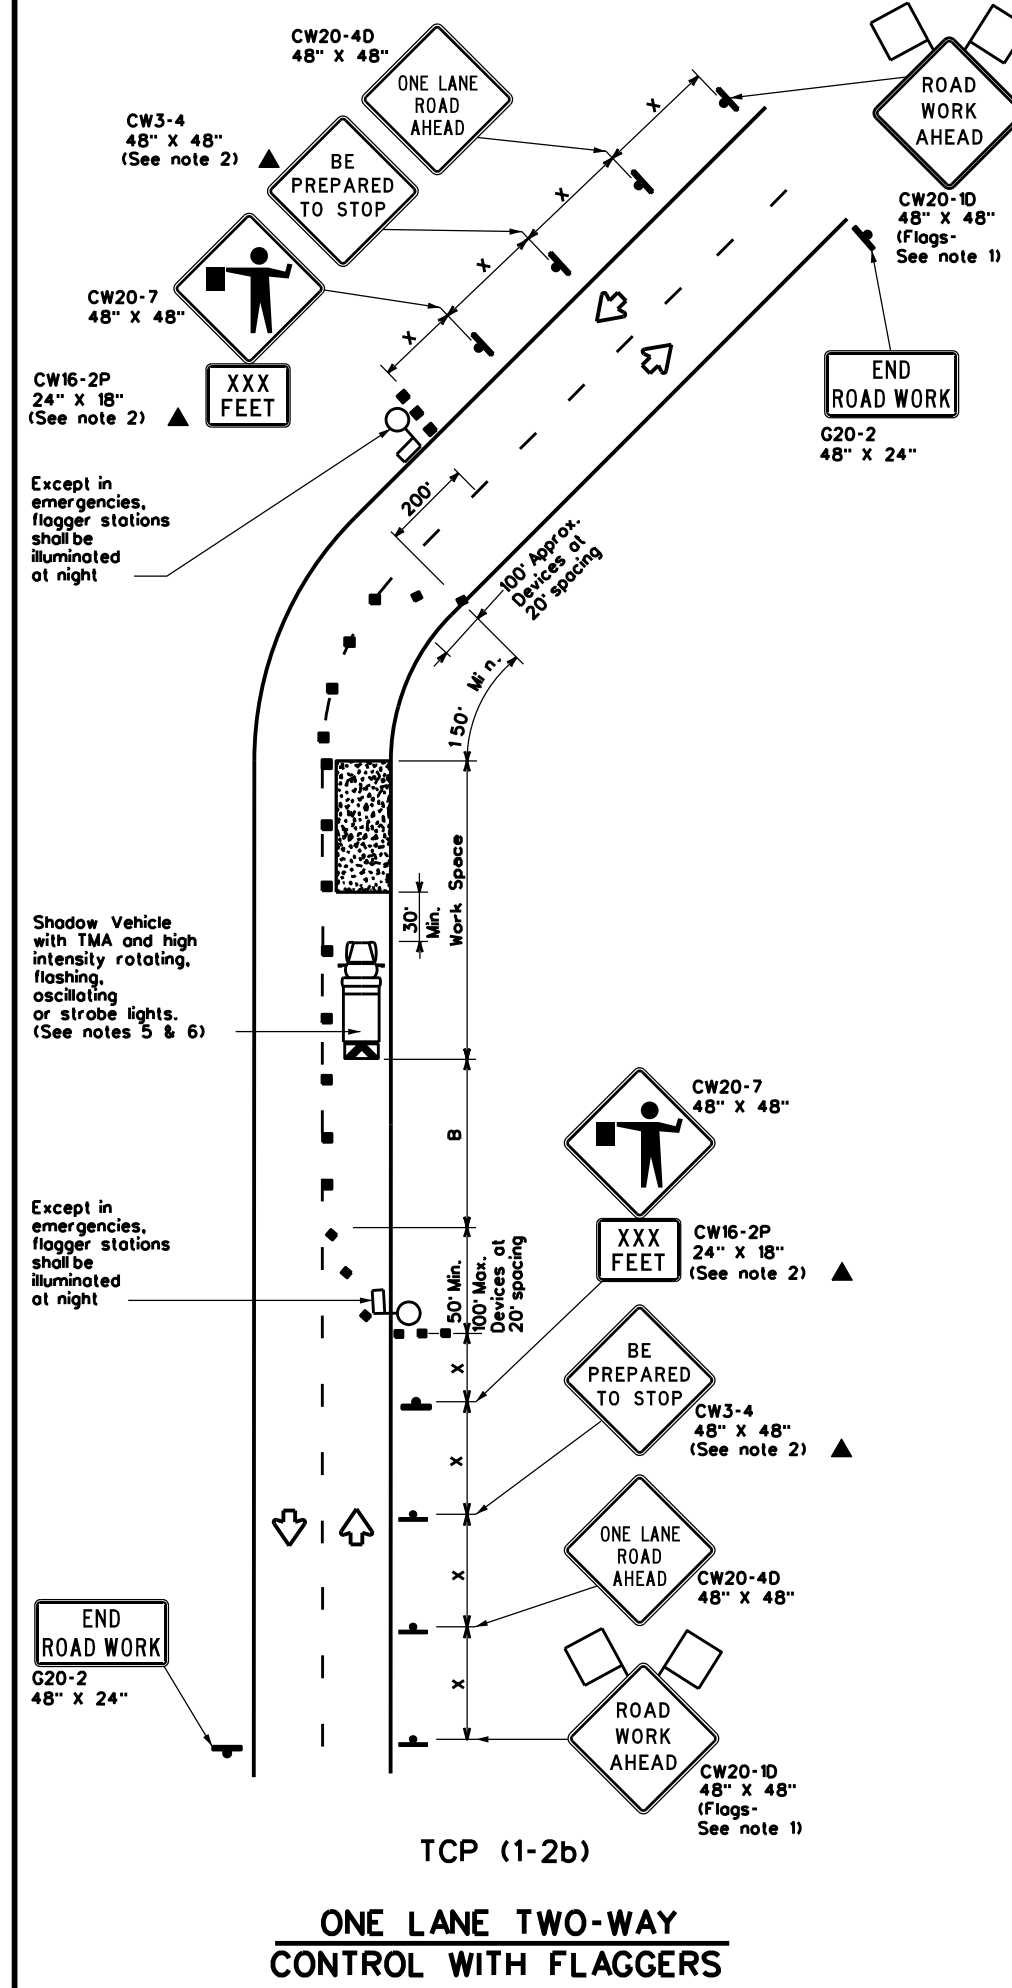 CW20-4D
48" X 48"
ONE LANE
ROAD
AHEAD
ROAD
WORK
AHEAD
CW20-1D
48" X 48"
(Flags-
See note 1)
CW3-4
48" X 48"
(See note 2)
BE
PREPARED
TO STOP
X
X
X
X
CW20-7
48" X 48"
CW16-2P
24" X 18"
(See note 2)
XXX
FEET
END
ROAD WORK
G20-2
48" X 24"
Except in
emergencies,
flagger stations
shall be
illuminated
at night
200'
100' Approx.
Devices at
20' spacing
150' Min.
Work Space
30'
Min.
Shadow Vehicle
with TMA and high
intensity rotating,
flashing,
oscillating
or strobe lights.
(See notes 5 & 6)
B
CW20-7
48" X 48"
XXX
FEET
CW16-2P
24" X 18"
(See note 2)
Except in
emergencies,
flagger stations
shall be
illuminated
at night
50' Min.
100' Max.
Devices at
20' spacing
X
X
X
X
BE
PREPARED
TO STOP
CW3-4
48" X 48"
(See note 2)
ONE LANE
ROAD
AHEAD
CW20-4D
48" X 48"
END
ROAD WORK
G20-2
48" X 24"
ROAD
WORK
AHEAD
CW20-1D
48" X 48"
(Flags-
See note 1)
TCP (1-2b)
ONE LANE TWO-WAY
CONTROL WITH FLAGGERS